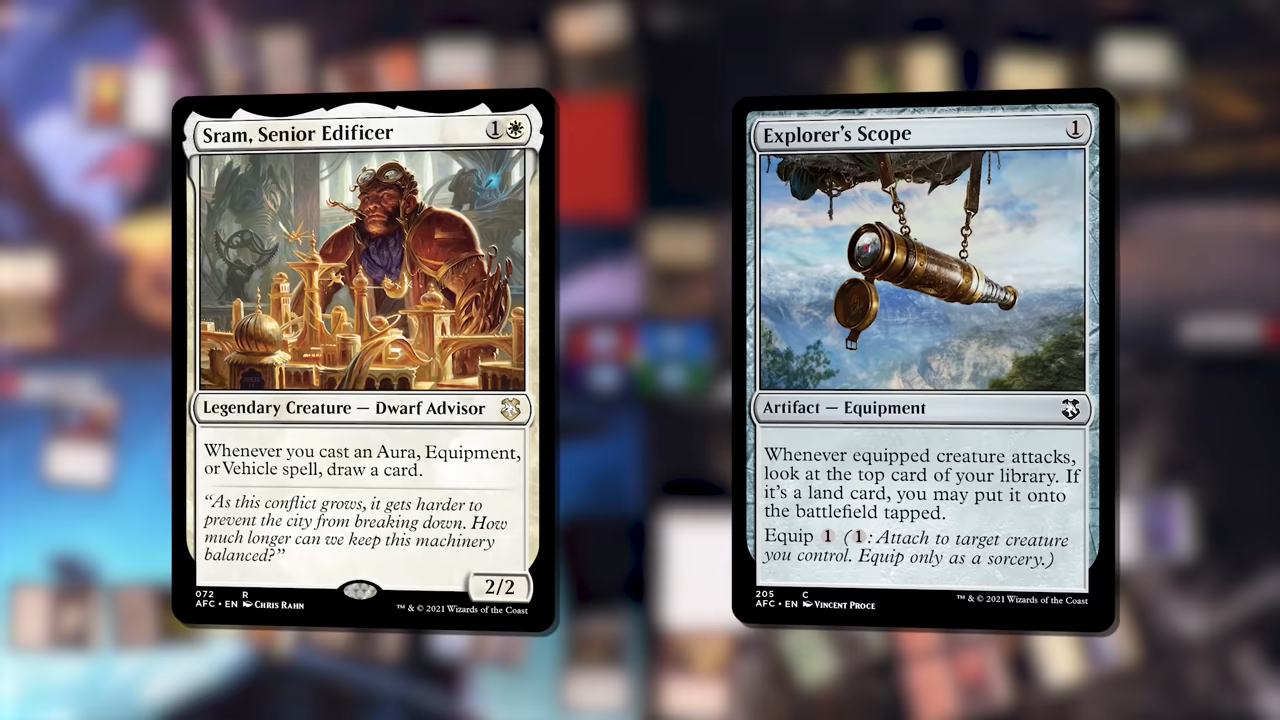 Sram, Senior Edificer 1
Legendary Creature — Dwarf Advisor
Whenever you cast an Aura, Equipment,
or Vehicle spell, draw a card.
“As this conflict grows, it gets harder to
prevent the city from breaking down. How
much longer can we keep this machinery
balanced?”
2/2
072 R
AFC • EN Chris Rahn
™ & © 2021 Wizards of the Coast
Explorer's Scope 1
Artifact — Equipment
Whenever equipped creature attacks,
look at the top card of your library. If
it's a land card, you may put it onto
the battlefield tapped.
Equip 1 (1: Attach to target creature
you control. Equip only as a sorcery.)
205 C
AFC • EN Vincent Proce
™ & © 2021 Wizards of the Coast